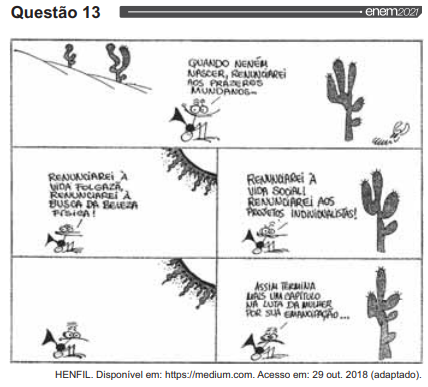 Questão 13
enem2021
QUANDO NENÉM
NASCER, RENUNCIAREI
AOS PRAZERES
MUNDANOS...
RENUNCIAREI À
VIDA FOLGAZÃ,
RENUNCIAREI À
BUSCA DA BELEZA
FÍSICA!
RENUNCIAREI À
VIDA SOCIAL!
RENUNCIAREI AOS
PROJETOS INDIVIDUALISTAS!
ASSIM TERMINA
MAIS UM CAPÍTULO
NA LUTA DA MULHER
POR SUA EMANCIPAÇÃO...
HENFIL. Disponível em: https://medium.com. Acesso em: 29 out. 2018 (adaptado).